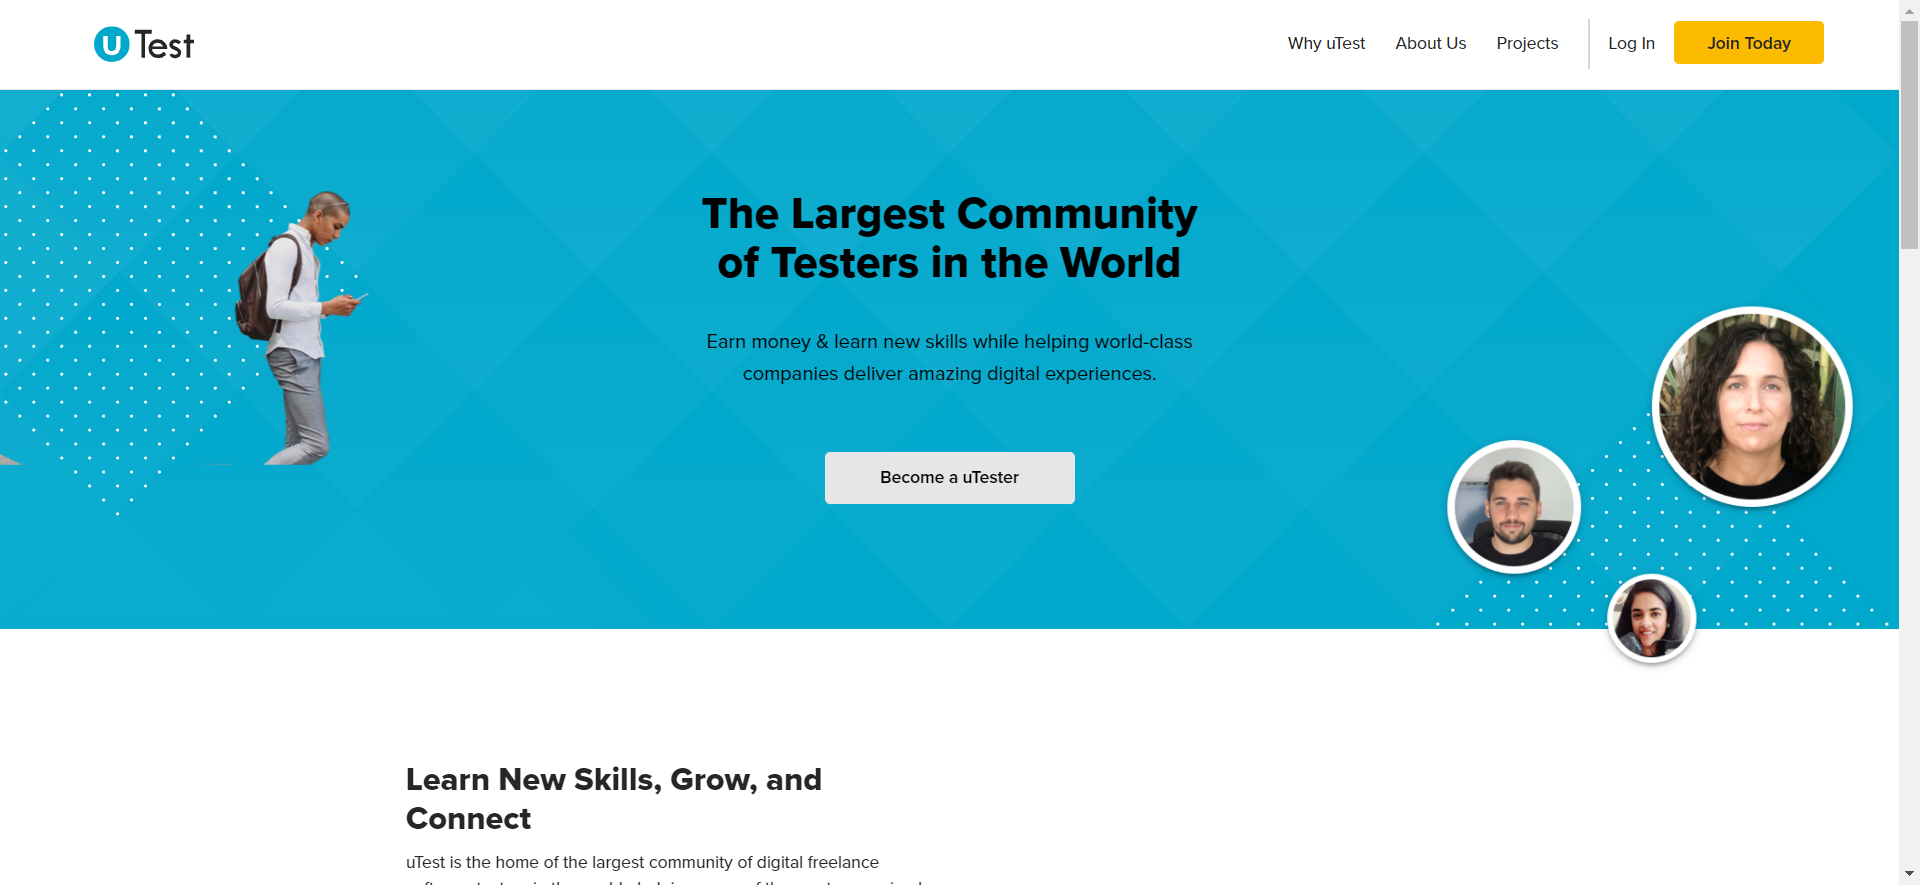 uTest
Why uTest
About Us
Projects
Log In
Join Today
The Largest Community
of Testers in the World
Earn money & learn new skills while helping world-class
companies deliver amazing digital experiences.
Become a uTester
Learn New Skills, Grow, and
Connect
uTest is the home of the largest community of digital freelance